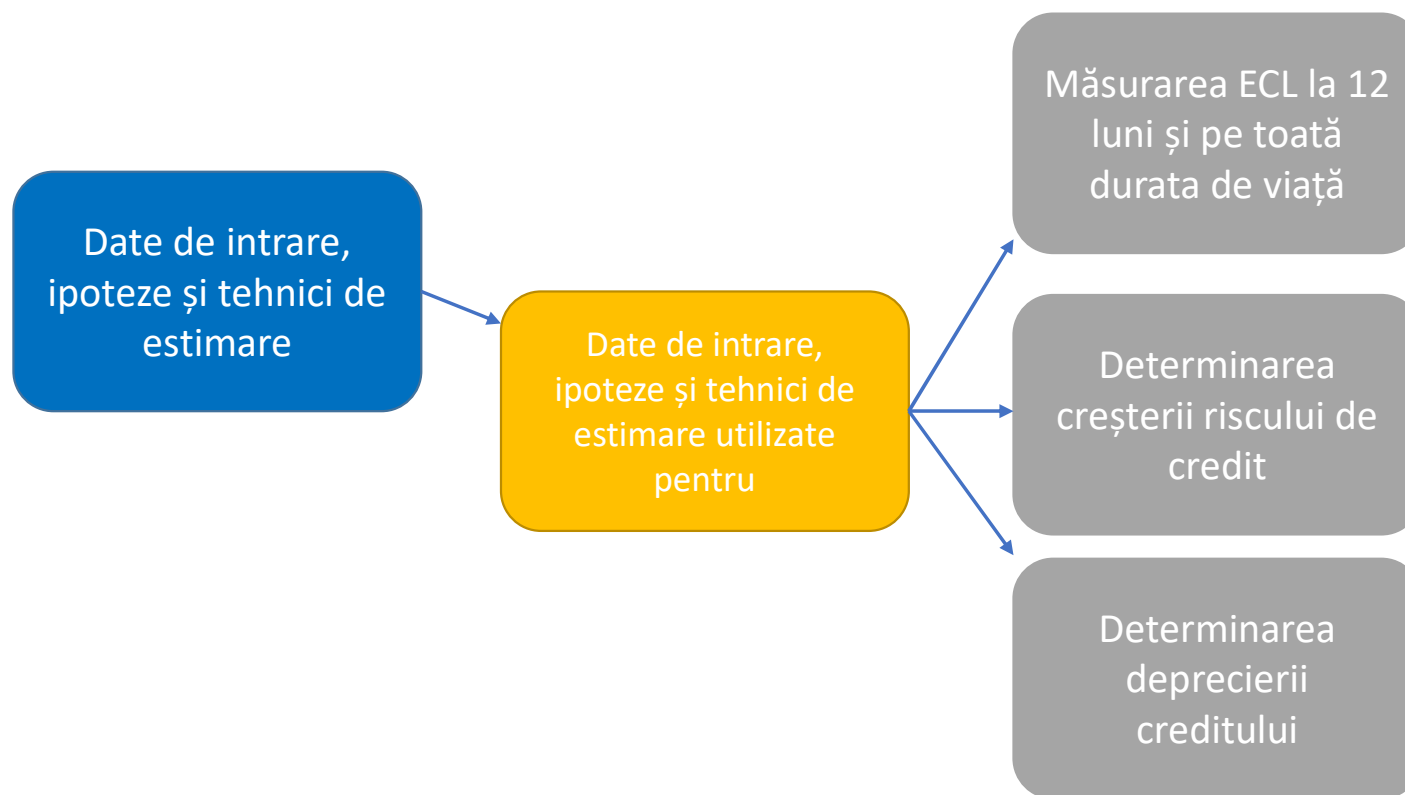 Date de intrare,
ipoteze și tehnici de
estimare
Date de intrare,
ipoteze și tehnici de
estimare utilizate
pentru
Măsurarea ECL la 12
luni și pe toată
durata de viață
Determinarea
creșterii riscului de
credit
Determinarea
deprecierii
creditului